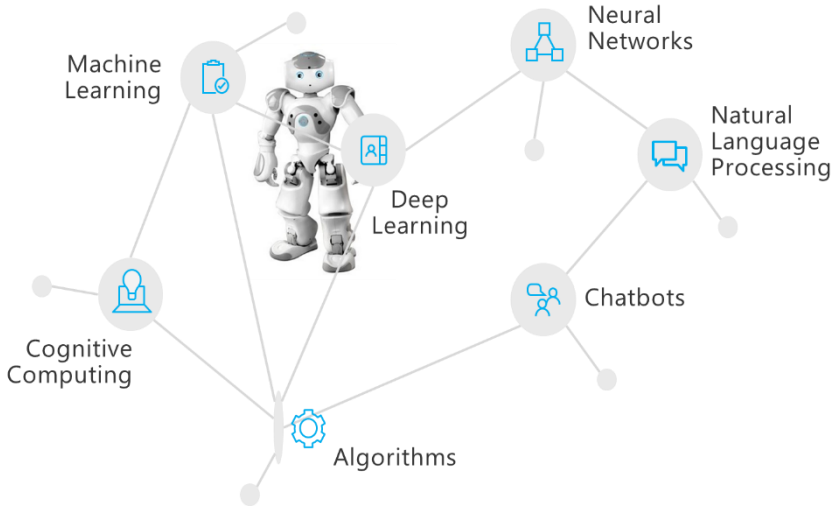 Machine
Learning
Neural
Networks
Natural
Language
Processing
Deep
Learning
Chatbots
Cognitive
Computing
Algorithms